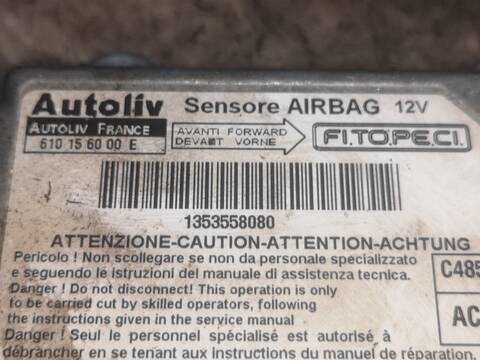 Autoliv Sensore AIRBAG 12V
AUTOLIV FRANCE
610 15 60 00 E
AVANTI FORWARD
DEVANT VORNE
FI.TO.PE.CI.
1353558080
ATTENZIONE-CAUTION-ATTENTION-ACHTUNG
Pericolo ! Non scollegare se non da personale specializzato
e seguendo le istruzioni del manuale di assistenza tecnica.
Danger ! Do not disconnect! This operation is only
to be carried out by skilled operators, following
the instructions given in the service manual
Danger ! Seul le personnel spécialisé est autorisé à
débrancher en se tenant aux instructions du manuel de réparation.
C485
AC